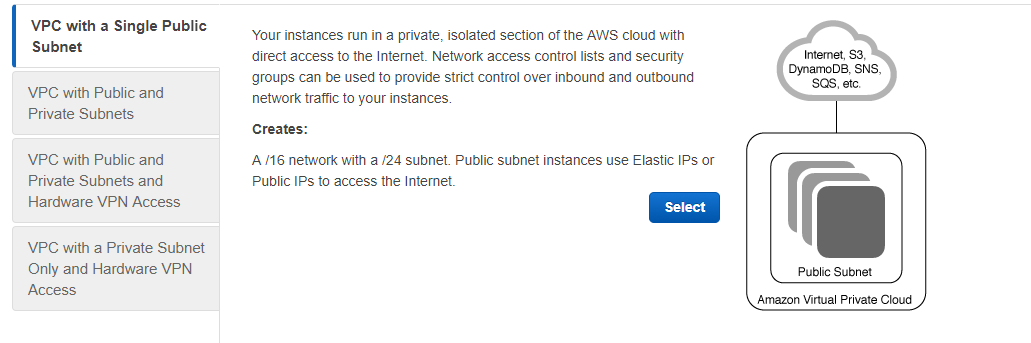 VPC with a Single Public
Subnet
VPC with Public and
Private Subnets
VPC with Public and
Private Subnets and
Hardware VPN Access
VPC with a Private Subnet
Only and Hardware VPN
Access
Your instances run in a private, isolated section of the AWS cloud with
direct access to the Internet. Network access control lists and security
groups can be used to provide strict control over inbound and outbound
network traffic to your instances.
Creates:
A /16 network with a /24 subnet. Public subnet instances use Elastic IPs or
Public IPs to access the Internet.
Select
Internet, S3,
DynamoDB, SNS,
SQS, etc.
Public Subnet
Amazon Virtual Private Cloud